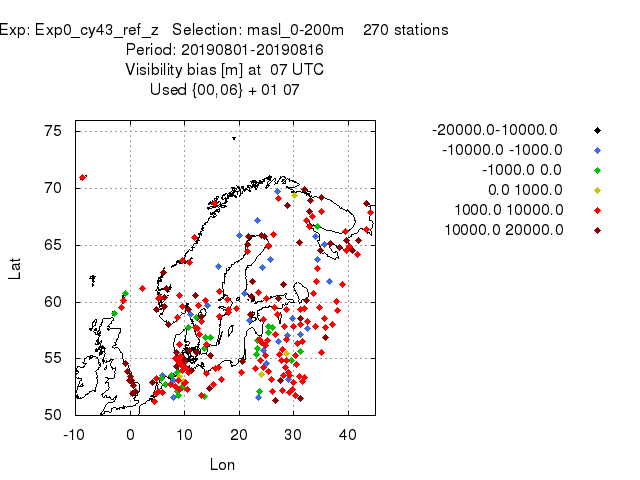 Exp: Exp0_cy43_ref_z   Selection: masl_0-200m    270 stations
Period: 20190801-20190816
Visibility bias [m] at  07 UTC
Used {00,06} + 01 07
-20000.0-10000.0
-10000.0 -1000.0
-1000.0 0.0
0.0 1000.0
1000.0 10000.0
10000.0 20000.0
75
70
65
60
55
50
Lat
-10 0 10 20 30 40
Lon